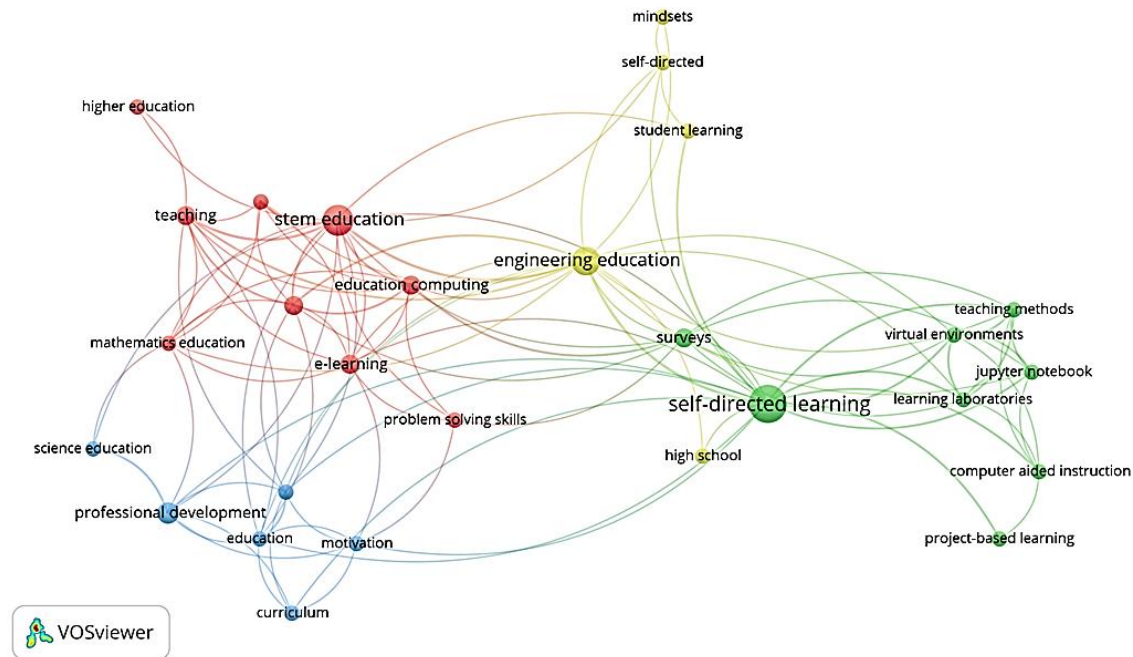 mindsets
self-directed
higher education
student learning
teaching
stem education
engineering education
education computing
teaching methods
virtual environments
surveys
mathematics education
e-learning
jupyter notebook
learning laboratories
self-directed learning
problem solving skills
science education
high school
computer aided instruction
professional development
education
motivation
project-based learning
curriculum
VOSviewer